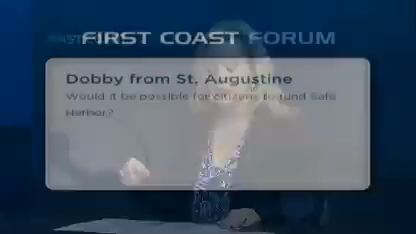 FIRST COAST FORUM
Dobby from St. Augustine
Would it be possible for citizens to fund Safe
Harbor?